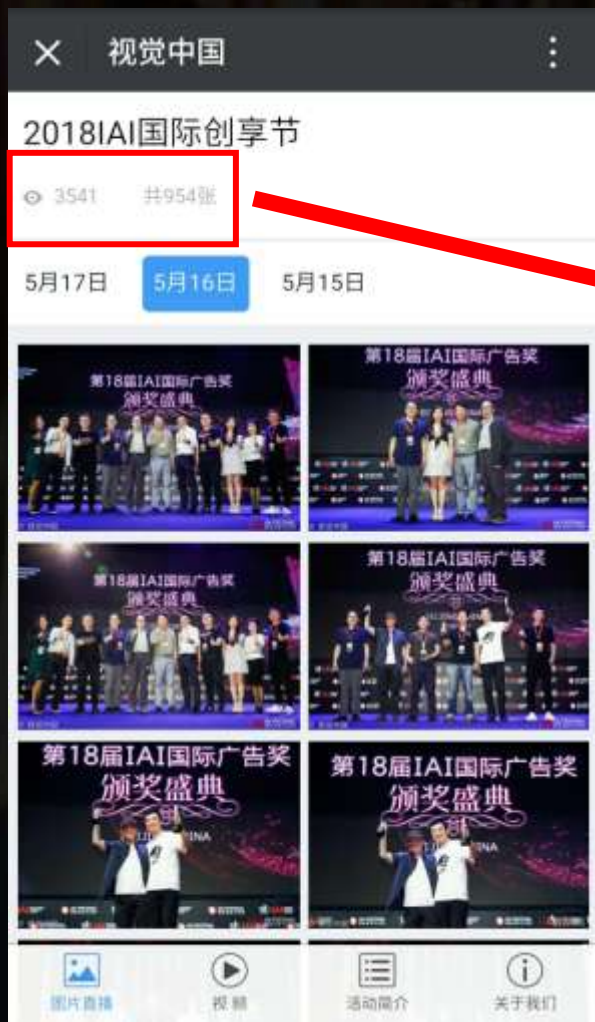 视觉中国
2018IAI国际创享节
3541 共954张
5月17日 5月16日 5月15日
第18届IAI国际广告奖
颁奖盛典
第18届IAI国际广告奖
颁奖盛典
第18届IAI国际广告奖
颁奖盛典
第18届IAI国际广告奖
颁奖盛典
第18届IAI国际广告奖
颁奖盛典
第18届IAI国际广告奖
颁奖盛典
图片直播 视频 活动简介 关于我们